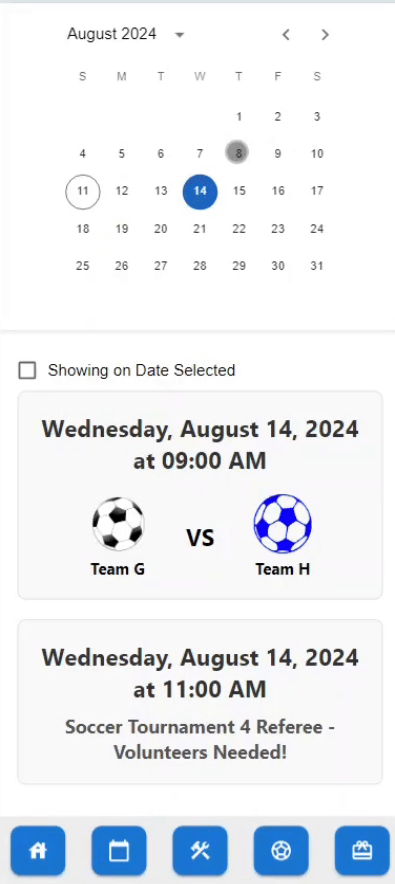 August 2024
S M T W T F S
1 2 3
4 5 6 7 8 9 10
11 12 13 14 15 16 17
18 19 20 21 22 23 24
25 26 27 28 29 30 31
Showing on Date Selected
Wednesday, August 14, 2024
at 09:00 AM
VS
Team G Team H
Wednesday, August 14, 2024
at 11:00 AM
Soccer Tournament 4 Referee -
Volunteers Needed!